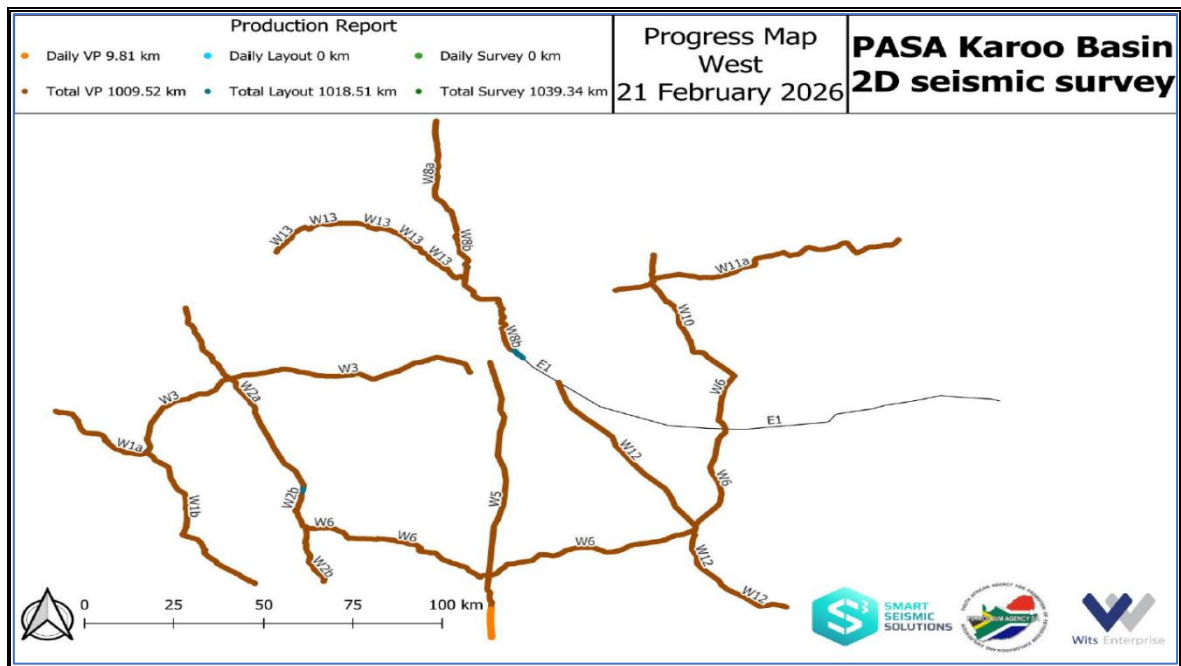 Production Report
Daily VP 9.81 km
Daily Layout 0 km
Daily Survey 0 km
Total VP 1009.52 km
Total Layout 1018.51 km
Total Survey 1039.34 km
Progress Map
West
21 February 2026
PASA Karoo Basin
2D seismic survey
W8a
W13
W13
W13
W13
W13
W8b
W11a
W10
W8b
E1
W3
W3
W2a
W6
E1
W1a
W12
W6
W2b
W5
W1b
W6
W6
W6
W2b
W12
W12
0
25
50
75
100 km
S3
SMART
SEISMIC
SOLUTIONS
PETROLEUM AGENCY SA
Wits Enterprise